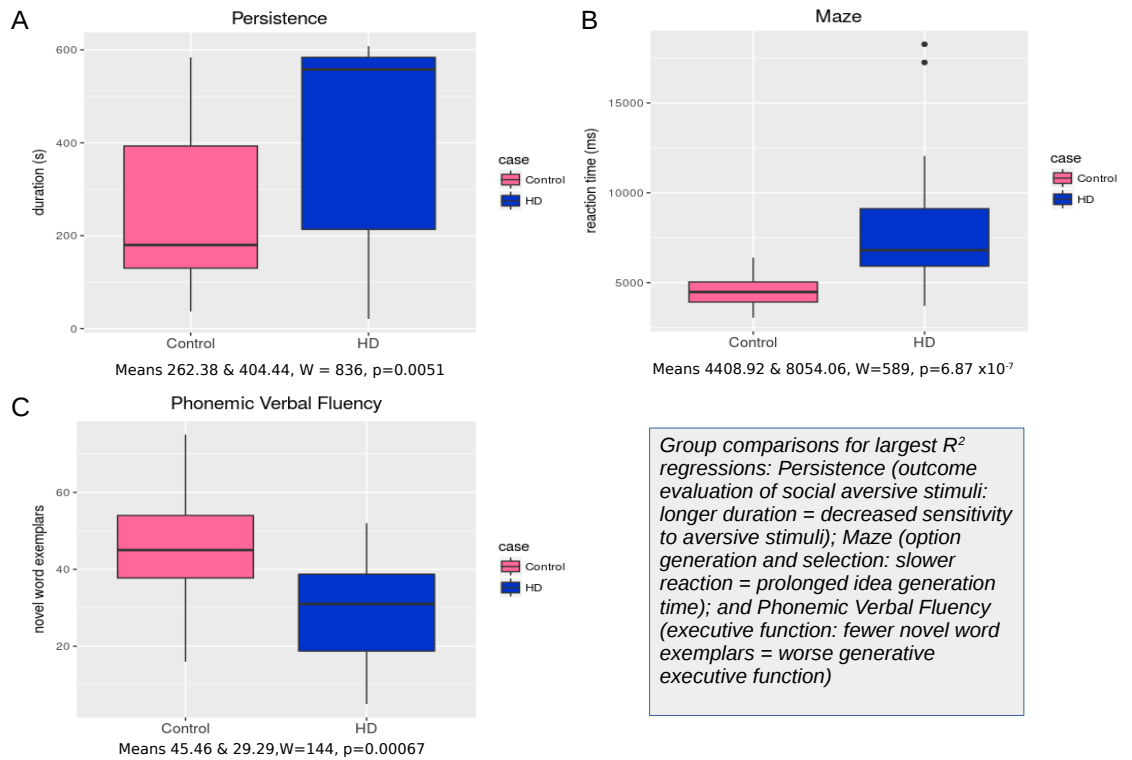 A
Persistence
600
400
200
0
duration (s)
Control
HD
case
Control
HD
Means 262.38 & 404.44, W = 836, p=0.0051
B
Maze
15000
10000
5000
reaction time (ms)
Control
HD
case
Control
HD
Means 4408.92 & 8054.06, W=589, p=6.87 x10⁻⁷
C
Phonemic Verbal Fluency
60
40
20
novel word exemplars
Control
HD
case
Control
HD
Means 45.46 & 29.29,W=144, p=0.00067
Group comparisons for largest R²
regressions: Persistence (outcome
evaluation of social aversive stimuli:
longer duration = decreased sensitivity
to aversive stimuli); Maze (option
generation and selection: slower
reaction = prolonged idea generation
time); and Phonemic Verbal Fluency
(executive function: fewer novel word
exemplars = worse generative
executive function)